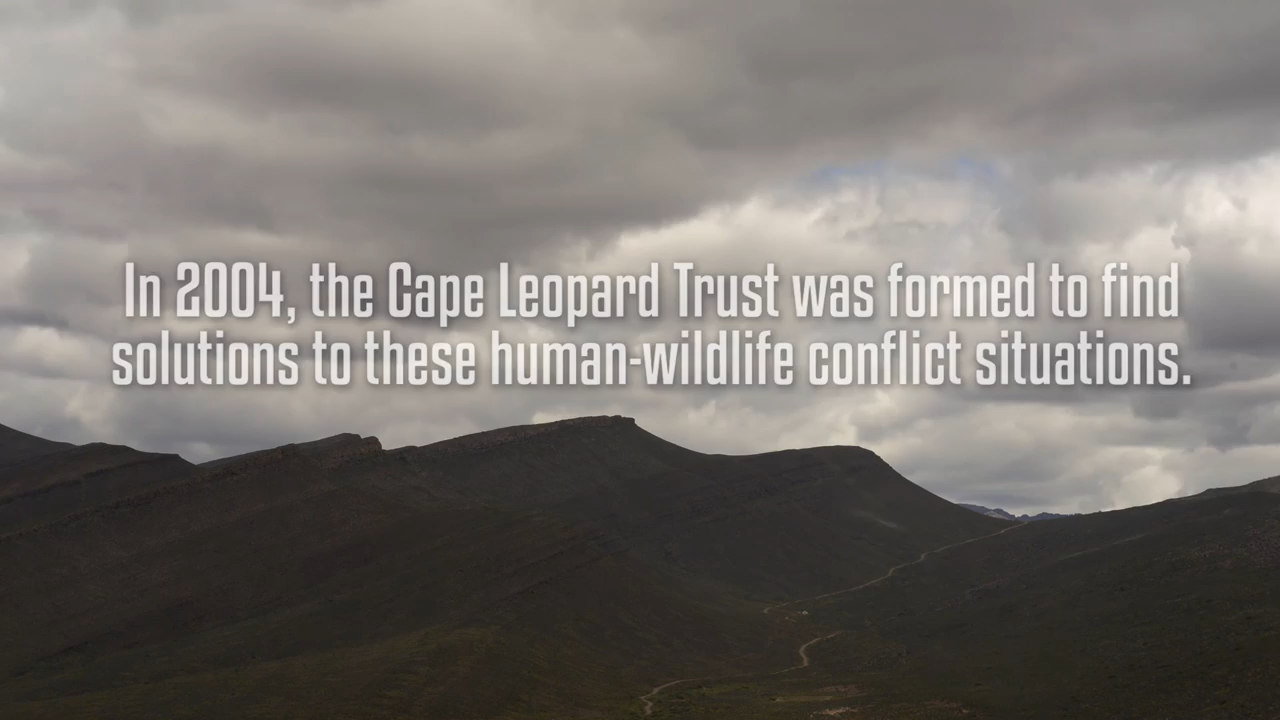 In 2004, the Cape Leopard Trust was formed to find
solutions to these human-wildlife conflict situations.